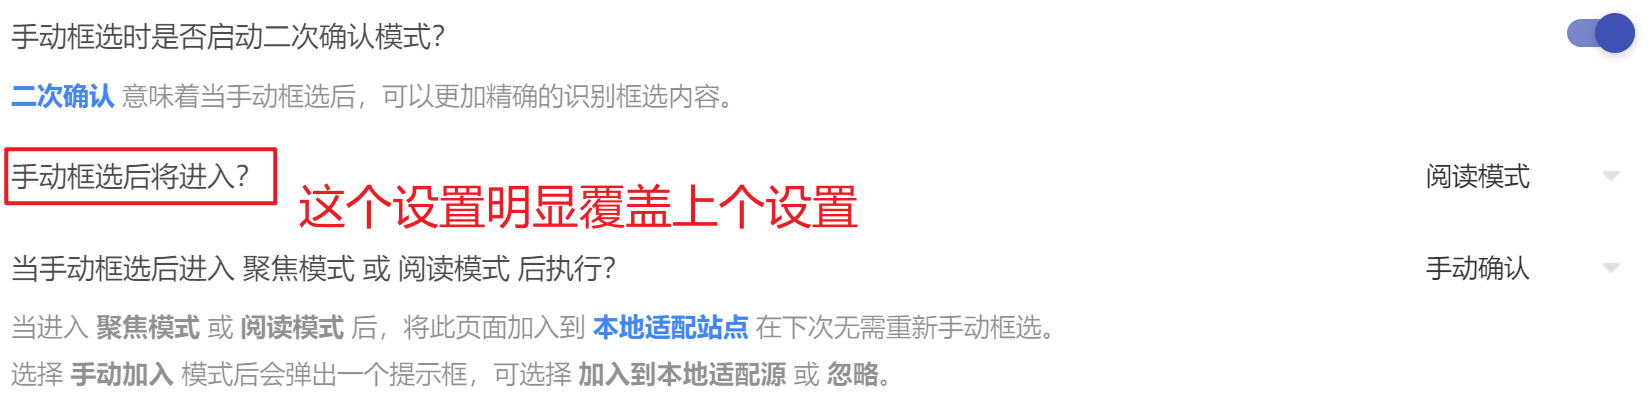 手动框选时是否启动二次确认模式？
二次确认 意味着当手动框选后，可以更加精确的识别框选内容。
手动框选后将进入？
阅读模式
这个设置明显覆盖上个设置
当手动框选后进入 聚焦模式 或 阅读模式 后执行？
手动确认
当进入 聚焦模式 或 阅读模式 后，将此页面加入到 本地适配站点 在下次无需重新手动框选。
选择 手动加入 模式后会弹出一个提示框，可选择 加入到本地适配源 或 忽略。